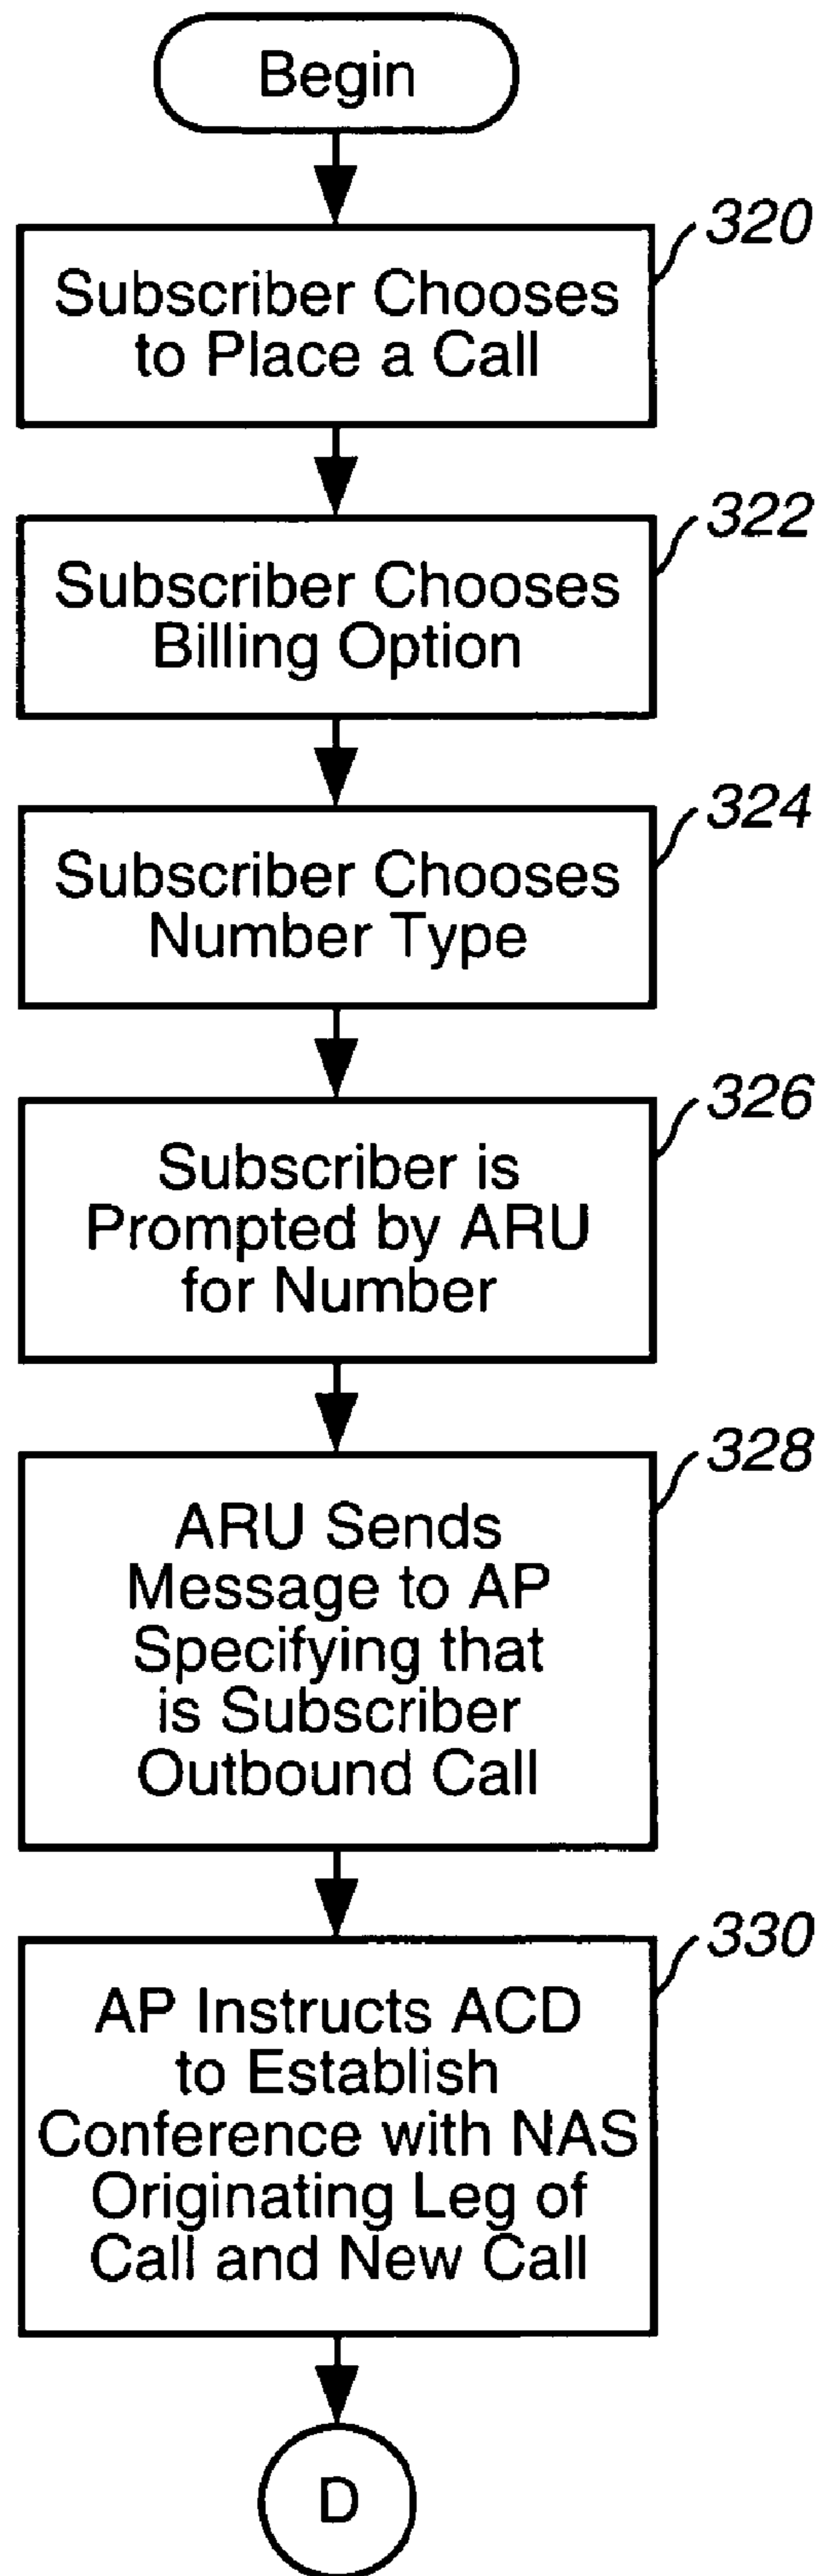 Begin
320
Subscriber Chooses
to Place a Call
322
Subscriber Chooses
Billing Option
324
Subscriber Chooses
Number Type
326
Subscriber is
Prompted by ARU
for Number
328
ARU Sends
Message to AP
Specifying that
is Subscriber
Outbound Call
330
AP Instructs ACD
to Establish
Conference with NAS
Originating Leg of
Call and New Call
D